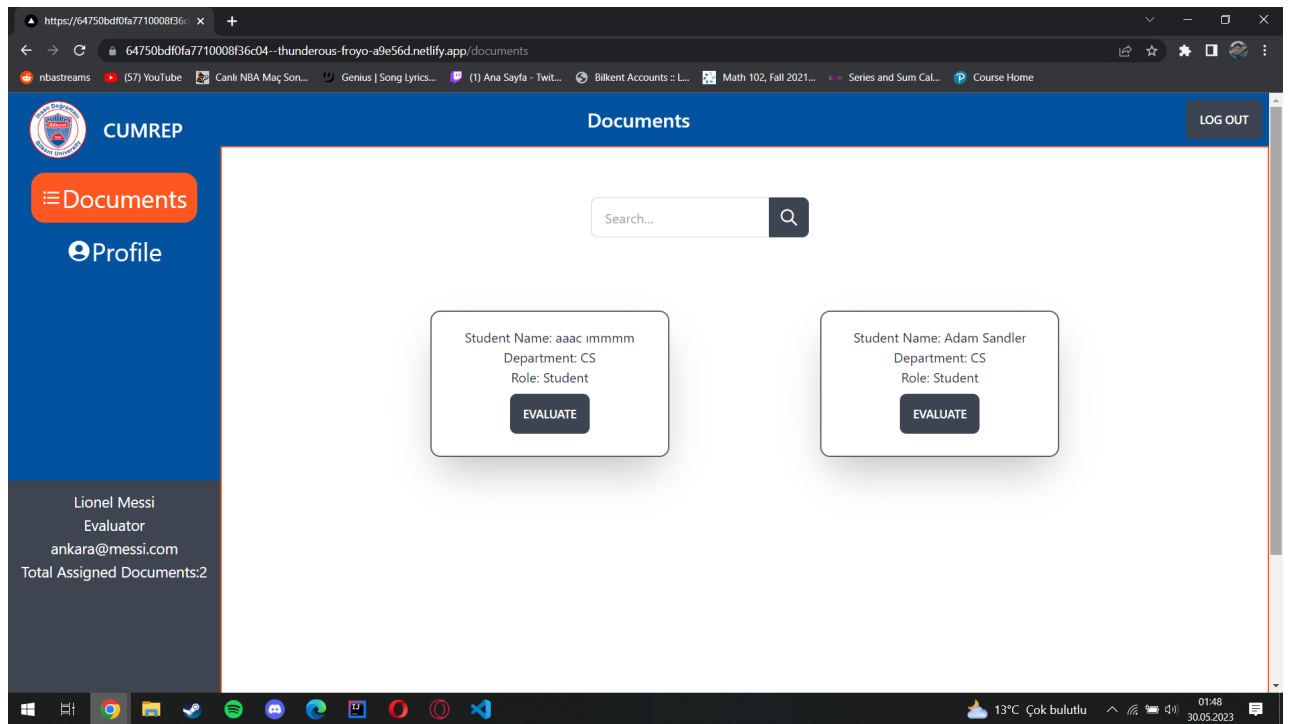 https://64750bdf0fa7710008f36c
64750bdf0fa7710008f36c04--thunderous-froyo-a9e56d.netlify.app/documents
nbastreams
(57) YouTube
Canlı NBA Maç Son...
Genius | Song Lyrics...
(1) Ana Sayfa - Twit...
Bilkent Accounts :: L...
Math 102, Fall 2021...
Series and Sum Cal...
Course Home
CUMREP
Documents
LOG OUT
Documents
Profile
Search...
Student Name: aaac ımmmm
Department: CS
Role: Student
EVALUATE
Student Name: Adam Sandler
Department: CS
Role: Student
EVALUATE
Lionel Messi
Evaluator
ankara@messi.com
Total Assigned Documents:2
13°C Çok bulutlu
01:48
30.05.2023